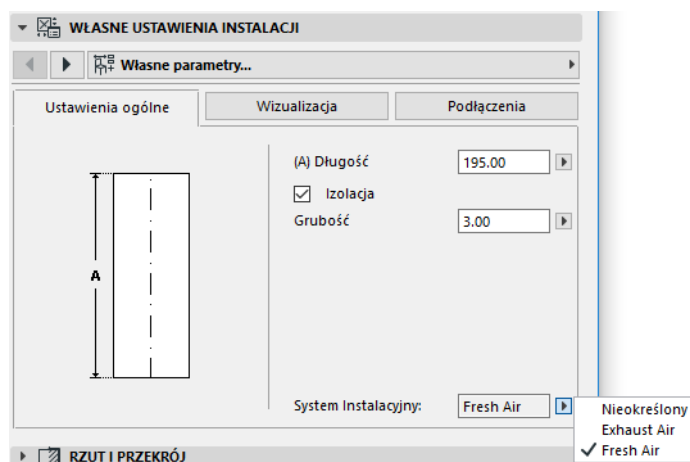 WŁASNE USTAWIENIA INSTALACJI
Własne parametry...
Ustawienia ogólne Wizualizacja Podłączenia
(A) Długość 195.00
Izolacja
Grubość 3.00
A
System Instalacyjny: Fresh Air
Nieokreślony
Exhaust Air
Fresh Air
RZUT I PRZEKRÓJ